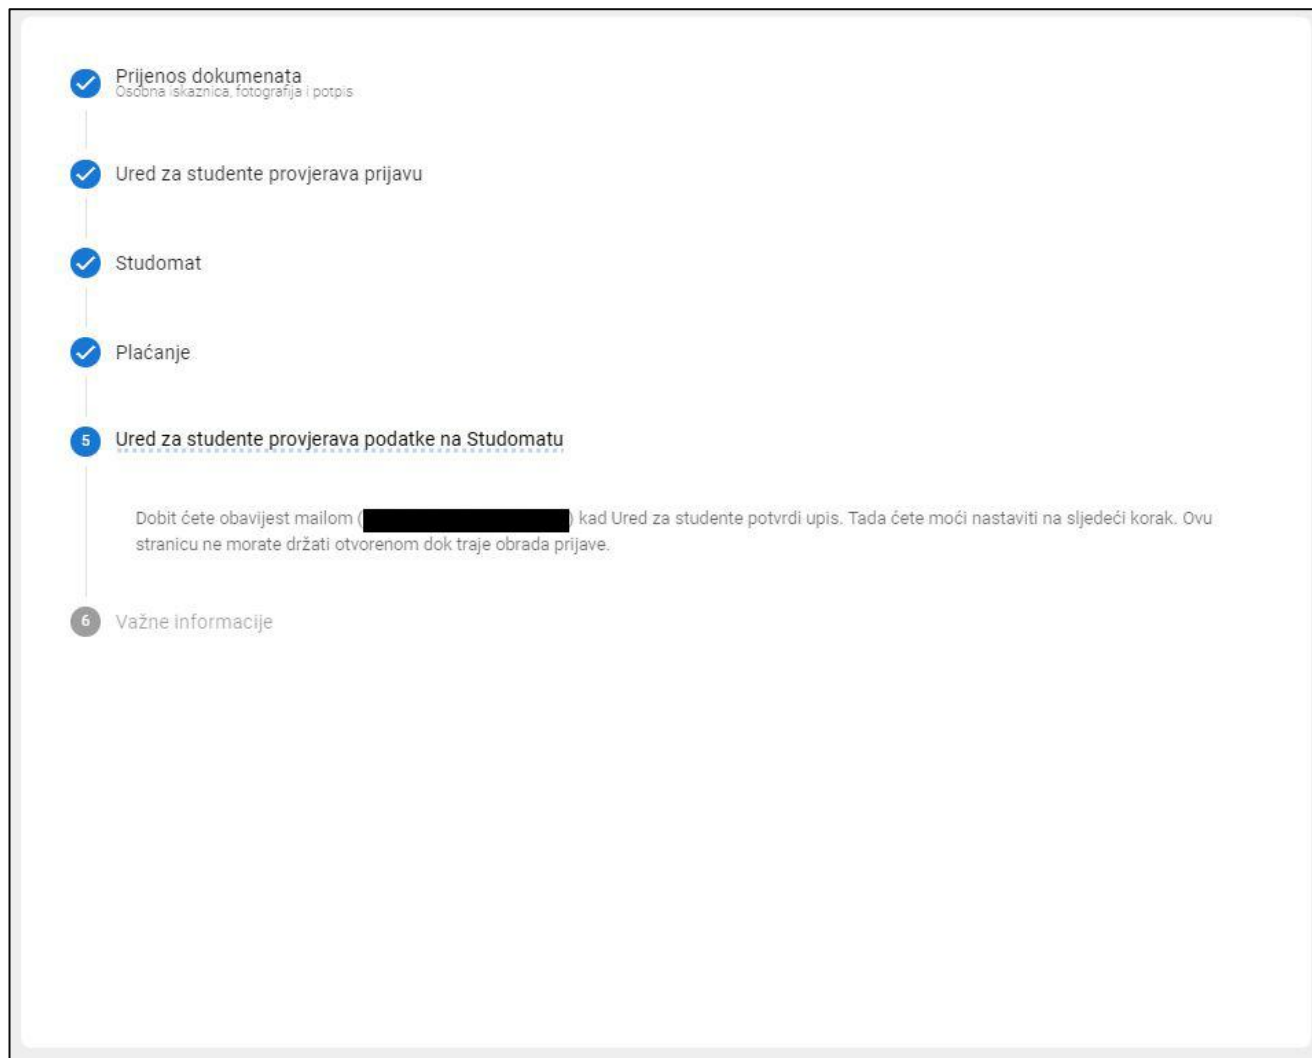 Prijenos dokumenata
Osobna iskaznica, fotografija i potpis
Ured za studente provjerava prijavu
Studomat
Plaćanje
5 Ured za studente provjerava podatke na Studomatu
Dobit ćete obavijest mailom ( ) kad Ured za studente potvrdi upis. Tada ćete moći nastaviti na sljedeći korak. Ovu
stranicu ne morate držati otvorenom dok traje obrada prijave.
6 Važne informacije